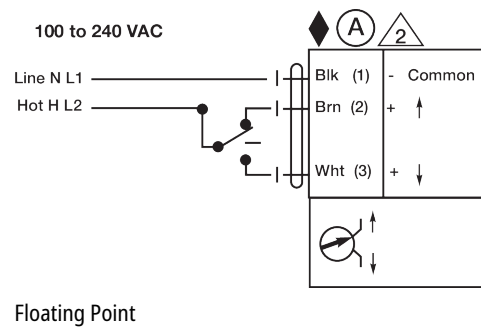 100 to 240 VAC
A
2
Line N L1
Blk (1) - Common
Hot H L2
Brn (2) + ↑
Wht (3) + ↓
Floating Point